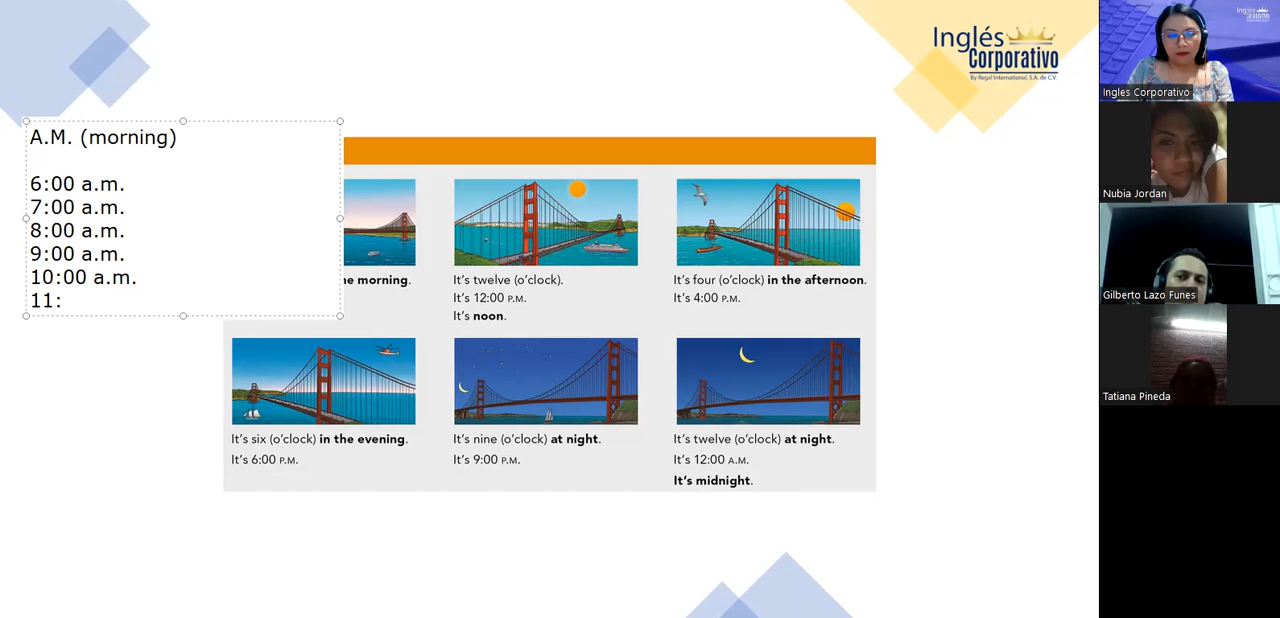 Inglés
Corporativo
By Regal International, S.A. de C.V.
A.M. (morning)
6:00 a.m.
7:00 a.m.
8:00 a.m.
9:00 a.m.
10:00 a.m.
11:
ne morning.
It's twelve (o'clock).
It's 12:00 P.M.
It's noon.
It's four (o'clock) in the afternoon.
It's 4:00 P.M.
It's six (o'clock) in the evening.
It's 6:00 P.M.
It's nine (o'clock) at night.
It's 9:00 P.M.
It's twelve (o'clock) at night.
It's 12:00 A.M.
It's midnight.
Ingles Corporativo
Nubia Jordan
Gilberto Lazo Funes
Tatiana Pineda